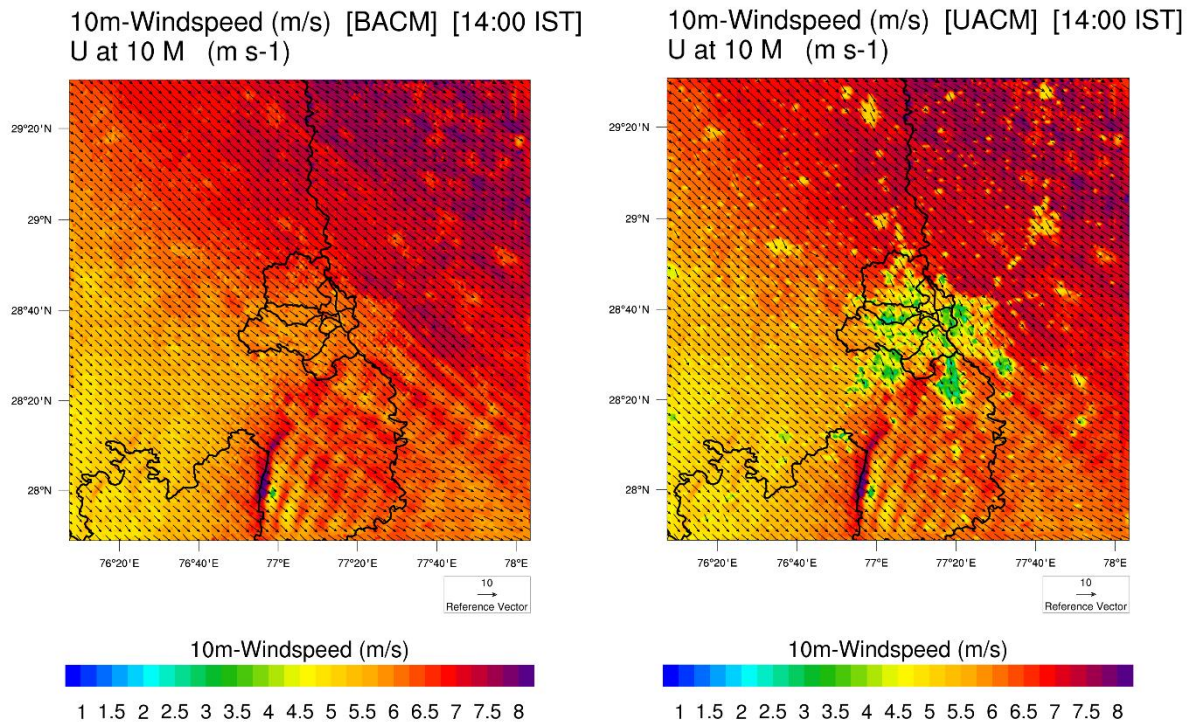 10m-Windspeed (m/s) [BACM] [14:00 IST]
U at 10 M (m s-1)
29°20'N
29°N
28°40'N
28°20'N
28°N
76°20'E 76°40'E 77°E 77°20'E 77°40'E 78°E
10
Reference Vector
10m-Windspeed (m/s)
1 1.5 2 2.5 3 3.5 4 4.5 5 5.5 6 6.5 7 7.5 8
10m-Windspeed (m/s) [UACM] [14:00 IST]
U at 10 M (m s-1)
29°20'N
29°N
28°40'N
28°20'N
28°N
76°20'E 76°40'E 77°E 77°20'E 77°40'E 78°E
10
Reference Vector
10m-Windspeed (m/s)
1 1.5 2 2.5 3 3.5 4 4.5 5 5.5 6 6.5 7 7.5 8